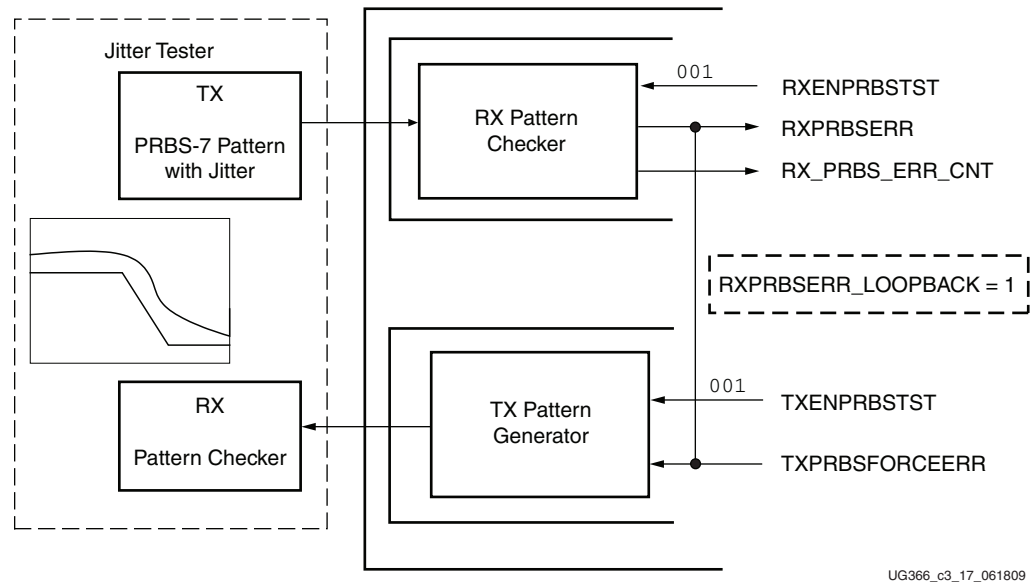 Jitter Tester
TX
PRBS-7 Pattern
with Jitter
RX Pattern
Checker
001
RXENPRBSTST
RXPRBSERR
RX_PRBS_ERR_CNT
RXPRBSERR_LOOPBACK = 1
RX
Pattern Checker
TX Pattern
Generator
001
TXENPRBSTST
TXPRBSFORCEERR
UG366_c3_17_061809